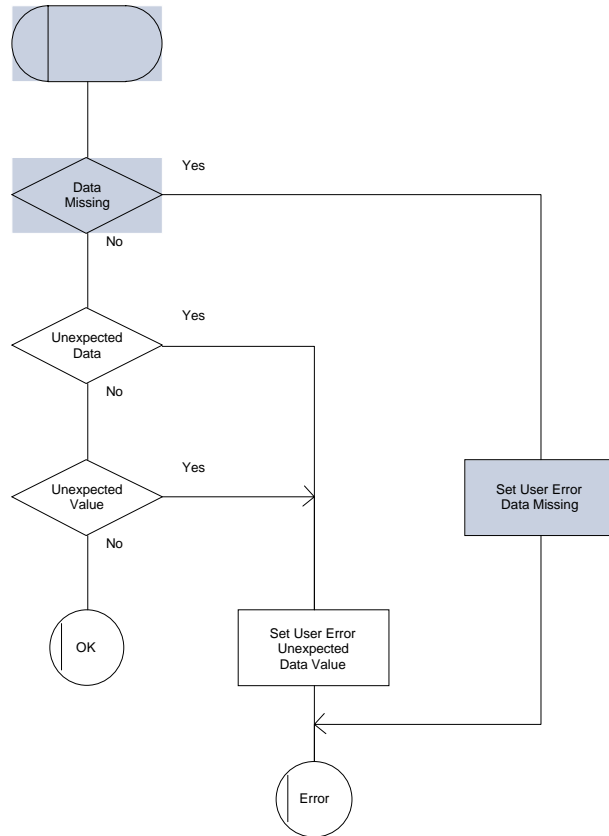 Yes
Data
Missing
No
Yes
Unexpected
Data
No
Yes
Unexpected
Value
No
Set User Error
Data Missing
OK
Set User Error
Unexpected
Data Value
Error